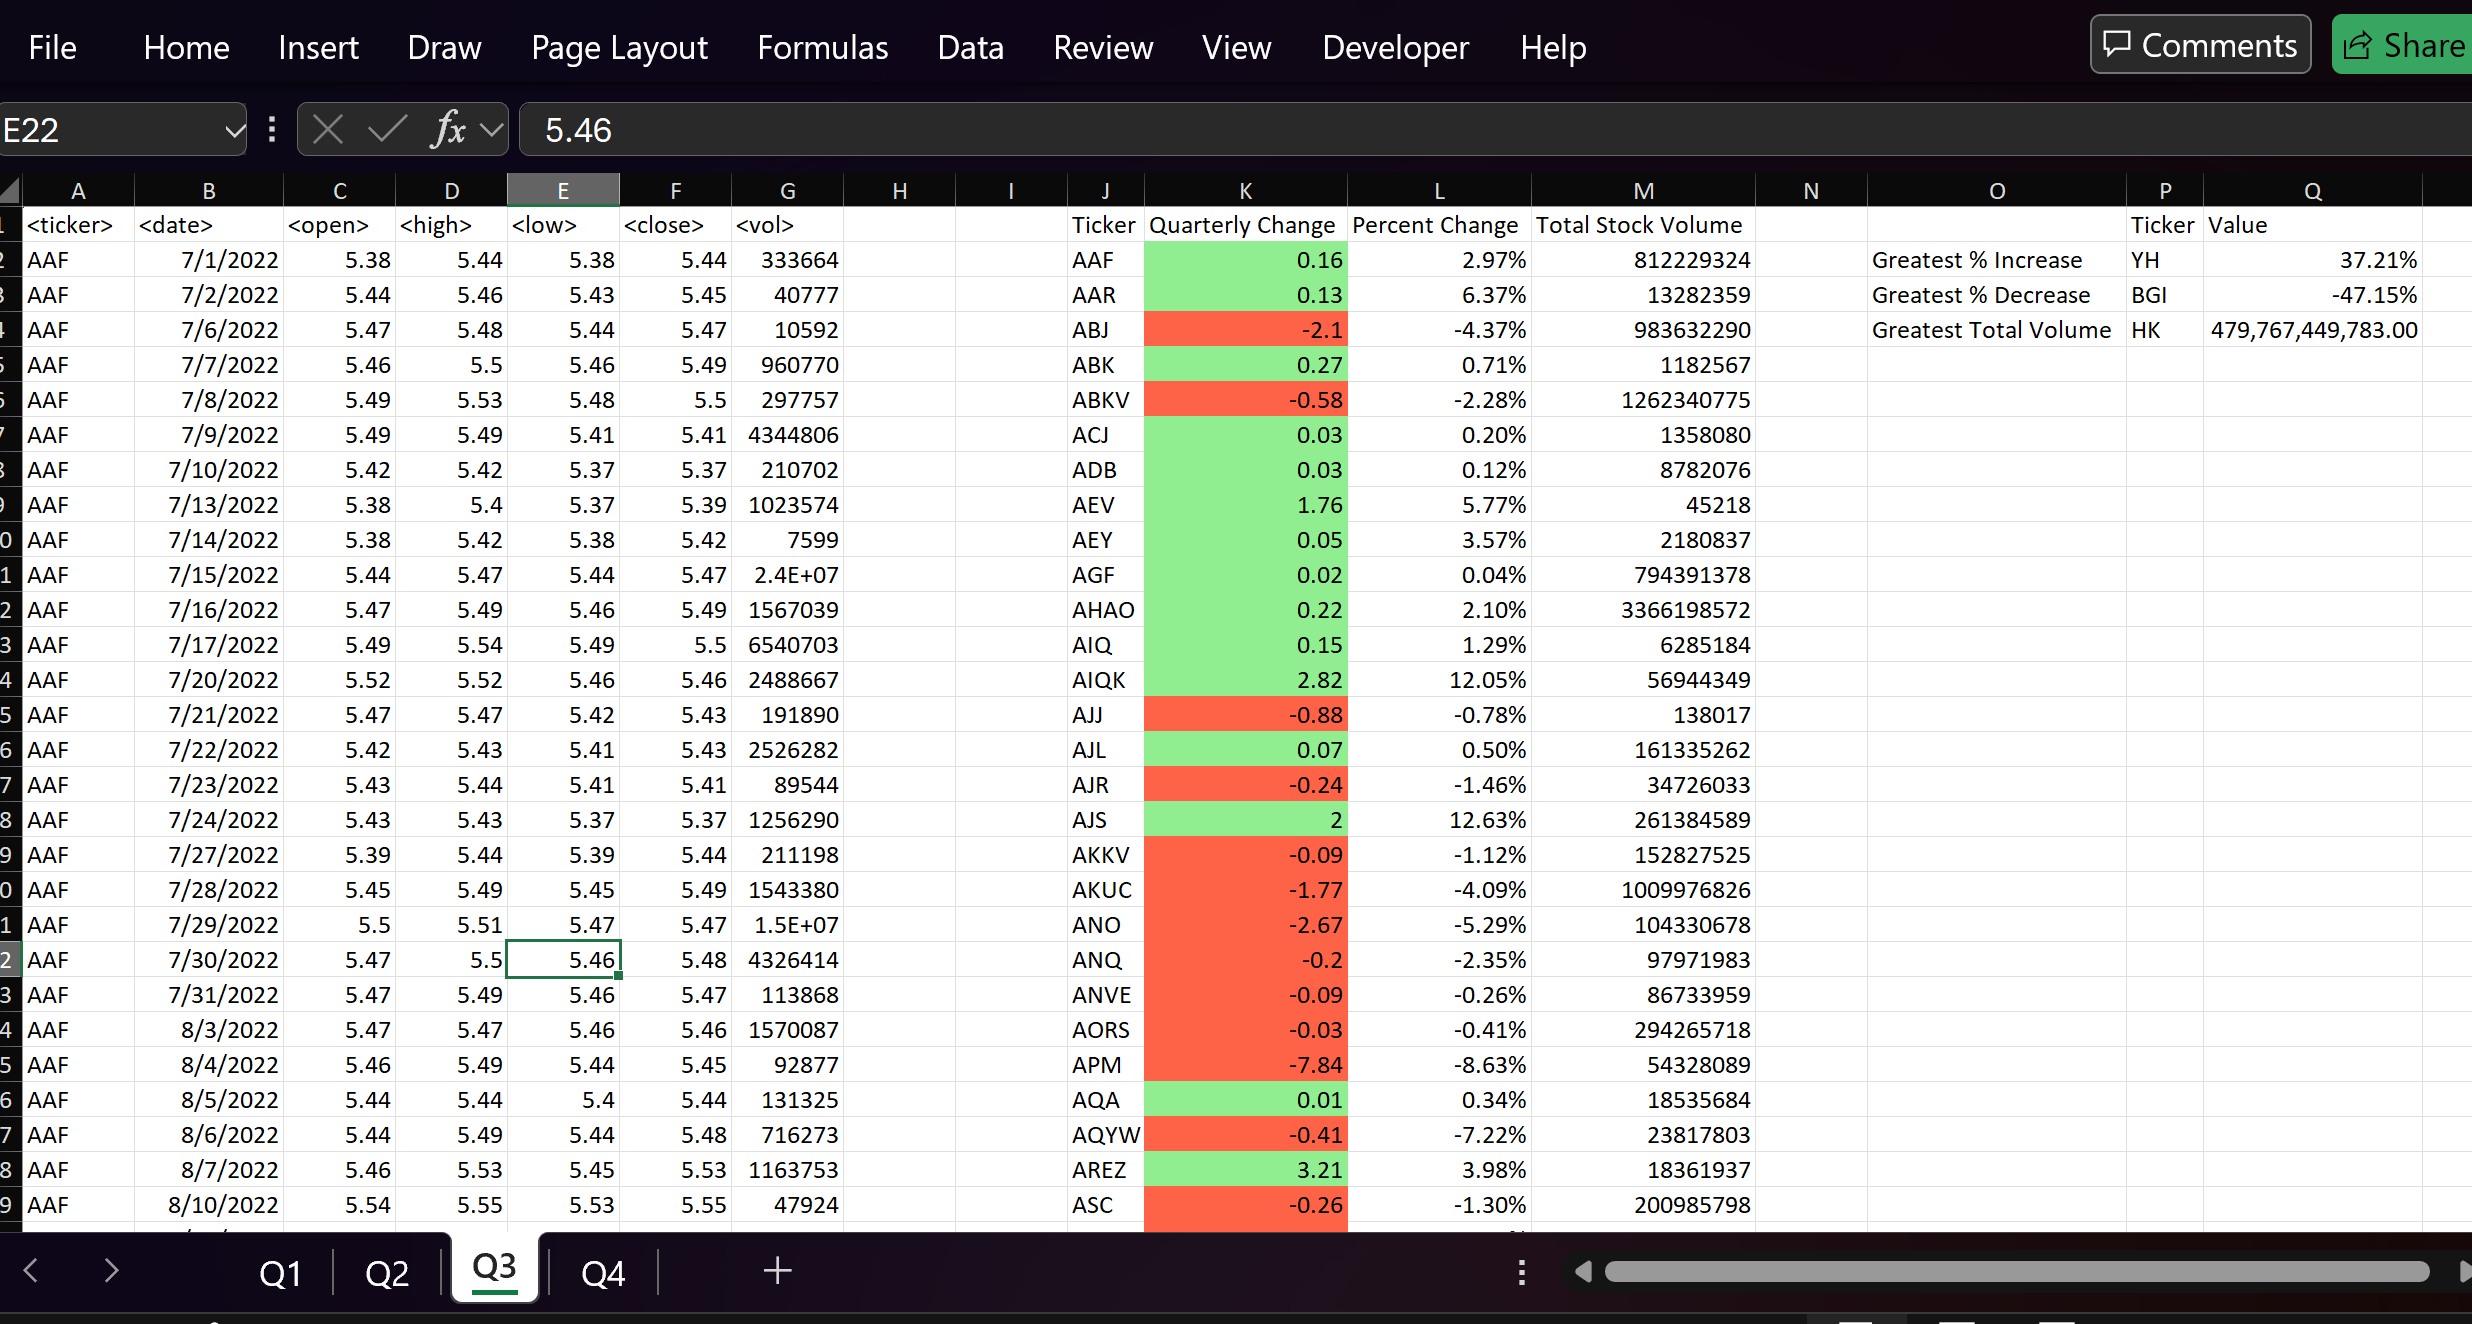 File Home Insert Draw Page Layout Formulas Data Review View Developer Help Comments Share
E22 fx 5.46
A B C D E F G H I J K L M N O P Q
<ticker> <date> <open> <high> <low> <close> <vol> Ticker Quarterly Change Percent Change Total Stock Volume Ticker Value
AAF 7/1/2022 5.38 5.44 5.38 5.44 333664 AAF 0.16 2.97% 812229324 Greatest % Increase YH 37.21%
AAF 7/2/2022 5.44 5.46 5.43 5.45 40777 AAR 0.13 6.37% 13282359 Greatest % Decrease BGI -47.15%
AAF 7/6/2022 5.47 5.48 5.44 5.47 10592 ABJ -2.1 -4.37% 983632290 Greatest Total Volume HK 479,767,449,783.00
AAF 7/7/2022 5.46 5.5 5.46 5.49 960770 ABK 0.27 0.71% 1182567
AAF 7/8/2022 5.49 5.53 5.48 5.5 297757 ABKV -0.58 -2.28% 1262340775
AAF 7/9/2022 5.49 5.49 5.41 5.41 4344806 ACJ 0.03 0.20% 1358080
AAF 7/10/2022 5.42 5.42 5.37 5.37 210702 ADB 0.03 0.12% 8782076
AAF 7/13/2022 5.38 5.4 5.37 5.39 1023574 AEV 1.76 5.77% 45218
AAF 7/14/2022 5.38 5.42 5.38 5.42 7599 AEY 0.05 3.57% 2180837
AAF 7/15/2022 5.44 5.47 5.44 5.47 2.4E+07 AGF 0.02 0.04% 794391378
AAF 7/16/2022 5.47 5.49 5.46 5.49 1567039 AHAO 0.22 2.10% 3366198572
AAF 7/17/2022 5.49 5.54 5.49 5.5 6540703 AIQ 0.15 1.29% 6285184
AAF 7/20/2022 5.52 5.52 5.46 5.46 2488667 AIQK 2.82 12.05% 56944349
AAF 7/21/2022 5.47 5.47 5.42 5.43 191890 AJJ -0.88 -0.78% 138017
AAF 7/22/2022 5.42 5.43 5.41 5.43 2526282 AJL 0.07 0.50% 161335262
AAF 7/23/2022 5.43 5.44 5.41 5.41 89544 AJR -0.24 -1.46% 34726033
AAF 7/24/2022 5.43 5.43 5.37 5.37 1256290 AJS 2 12.63% 261384589
AAF 7/27/2022 5.39 5.44 5.39 5.44 211198 AKKV -0.09 -1.12% 152827525
AAF 7/28/2022 5.45 5.49 5.45 5.49 1543380 AKUC -1.77 -4.09% 1009976826
AAF 7/29/2022 5.5 5.51 5.47 5.47 1.5E+07 ANO -2.67 -5.29% 104330678
AAF 7/30/2022 5.47 5.5 5.46 5.48 4326414 ANQ -0.2 -2.35% 97971983
AAF 7/31/2022 5.47 5.49 5.46 5.47 113868 ANVE -0.09 -0.26% 86733959
AAF 8/3/2022 5.47 5.47 5.46 5.46 1570087 AORS -0.03 -0.41% 294265718
AAF 8/4/2022 5.46 5.49 5.44 5.45 92877 APM -7.84 -8.63% 54328089
AAF 8/5/2022 5.44 5.44 5.4 5.44 131325 AQA 0.01 0.34% 18535684
AAF 8/6/2022 5.44 5.49 5.44 5.48 716273 AQYW -0.41 -7.22% 23817803
AAF 8/7/2022 5.46 5.53 5.45 5.53 1163753 AREZ 3.21 3.98% 18361937
AAF 8/10/2022 5.54 5.55 5.53 5.55 47924 ASC -0.26 -1.30% 200985798
Q1 Q2 Q3 Q4